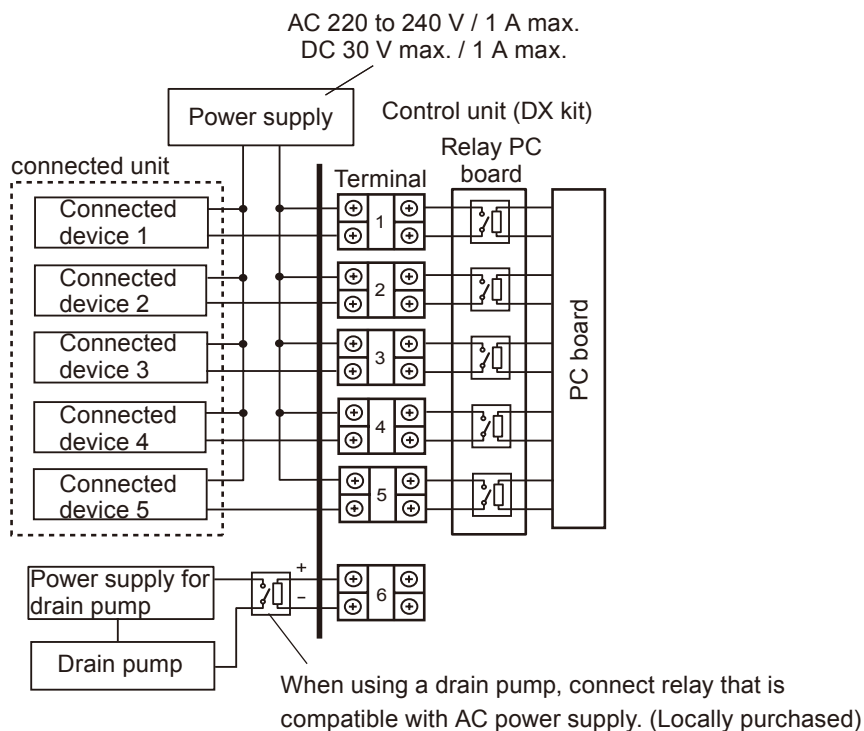 AC 220 to 240 V / 1 A max.
DC 30 V max. / 1 A max.
Power supply
Control unit (DX kit)
Relay PC
board
connected unit
Terminal
Connected
device 1
1
Connected
device 2
2
Connected
device 3
3
Connected
device 4
4
Connected
device 5
5
PC board
Power supply for
drain pump
+
–
6
Drain pump
When using a drain pump, connect relay that is
compatible with AC power supply. (Locally purchased)